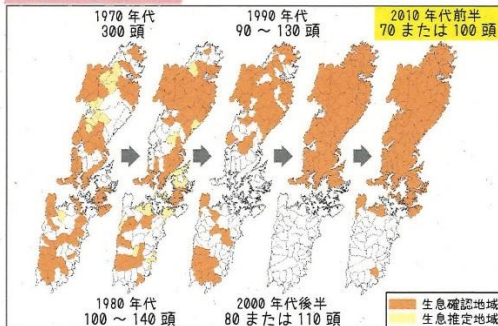 1970 年代
300 頭
1990 年代
90 ～ 130 頭
2010 年代前半
70 または 100 頭
1980 年代
100 ～ 140 頭
2000 年代後半
80 または 110 頭
生息確認地域
生息推定地域